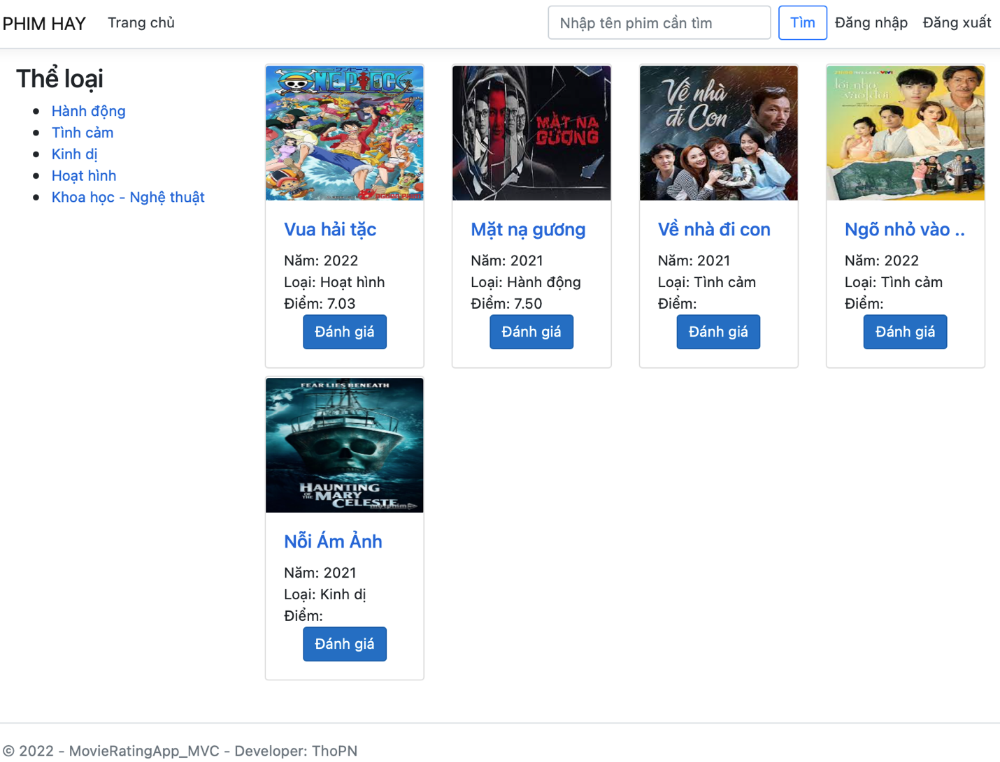 PHIM HAY Trang chủ Nhập tên phim cần tìm Tìm Đăng nhập Đăng xuất
Thể loại
Hành động
Tình cảm
Kinh dị
Hoạt hình
Khoa học - Nghệ thuật
ワンピース
ONE PIECE
Vua hải tặc
Năm: 2022
Loại: Hoạt hình
Điểm: 7.03
Đánh giá
MẶT NẠ
GƯƠNG
Mặt nạ gương
Năm: 2021
Loại: Hành động
Điểm: 7.50
Đánh giá
Về nhà
đi Con
Về nhà đi con
Năm: 2021
Loại: Tình cảm
Điểm:
Đánh giá
lối nhỏ
vào đời
Ngõ nhỏ vào ..
Năm: 2022
Loại: Tình cảm
Điểm:
Đánh giá
FEAR LIES BENEATH
HAUNTING
OF THE MARY
CELESTE
Nỗi Ám Ảnh
Năm: 2021
Loại: Kinh dị
Điểm:
Đánh giá
© 2022 - MovieRatingApp_MVC - Developer: ThoPN